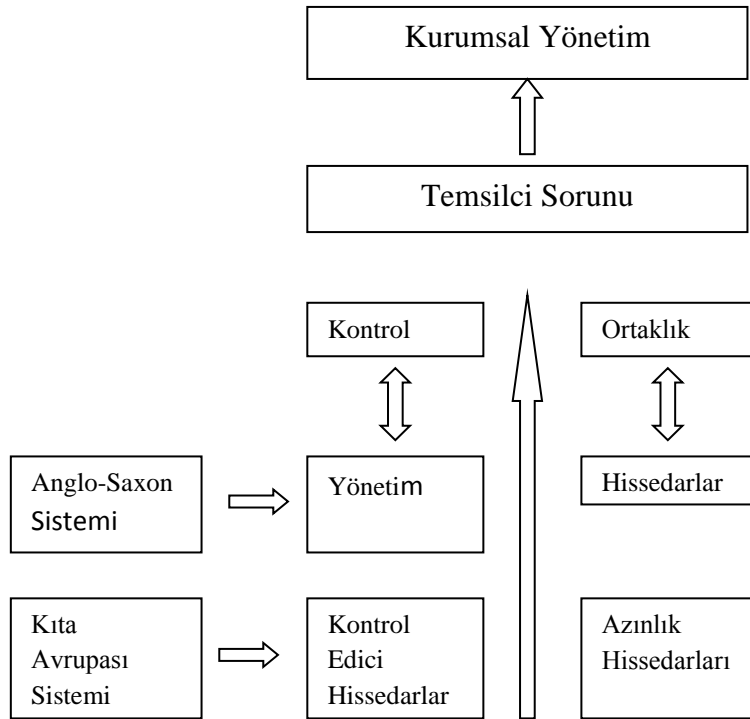 Kurumsal Yönetim
Temsilci Sorunu
Kontrol
Ortaklık
Anglo-Saxon
Sistemi
Yönetim
Hissedarlar
Kıta
Avrupası
Sistemi
Kontrol
Edici
Hissedarlar
Azınlık
Hissedarları